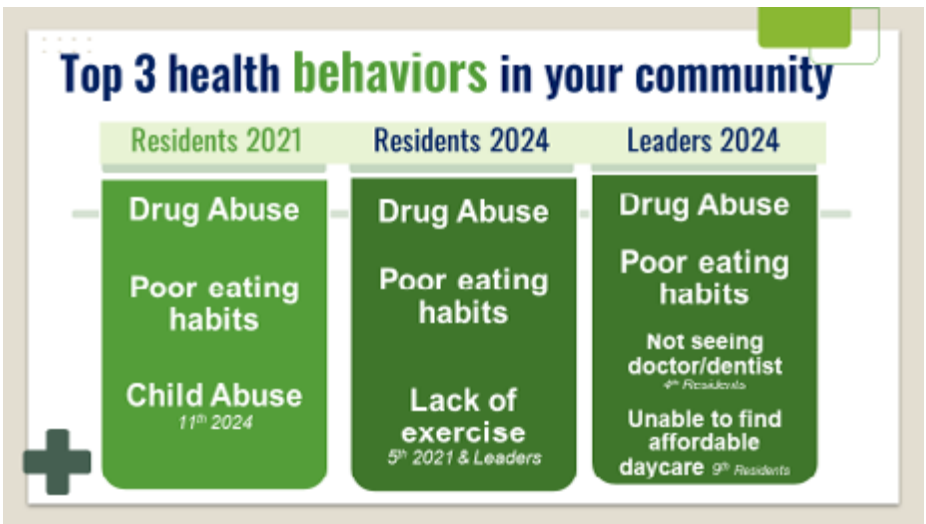 Top 3 health behaviors in your community
Residents 2021
Drug Abuse
Poor eating
habits
Child Abuse
11th 2024
Residents 2024
Drug Abuse
Poor eating
habits
Lack of
exercise
5th 2021 & Leaders
Leaders 2024
Drug Abuse
Poor eating
habits
Not seeing
doctor/dentist
4th Residents
Unable to find
affordable
daycare 9th Residents